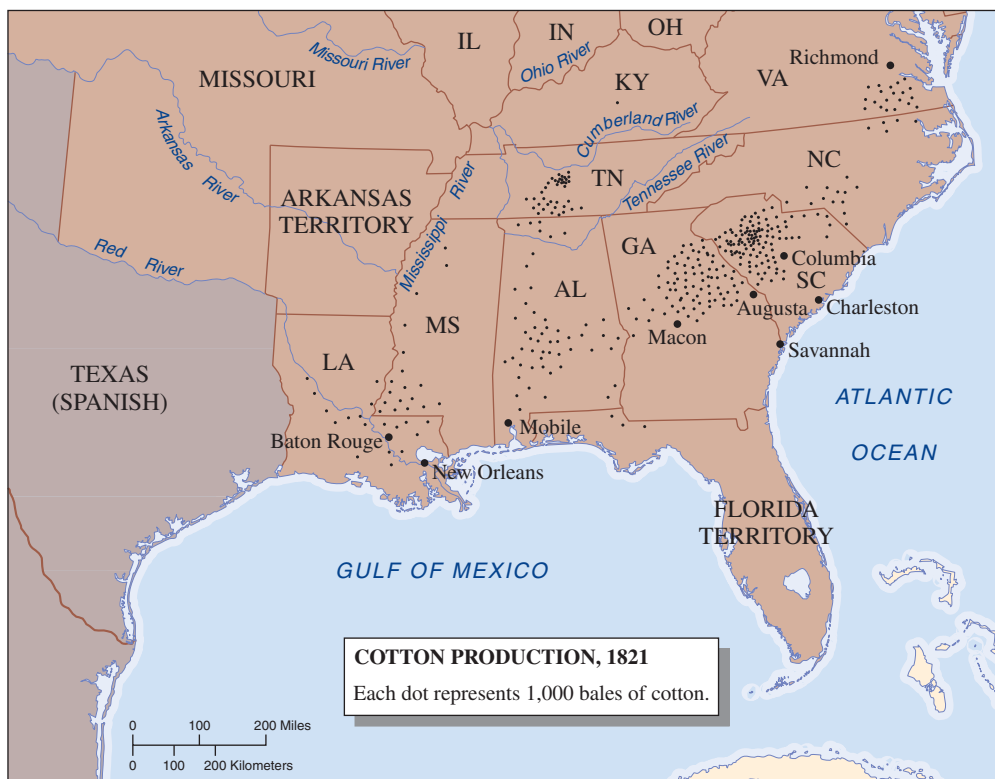 IL
IN
OH
Missouri River
Ohio River
Richmond
MISSOURI
KY
VA
Arkansas River
Cumberland River
TN
Tennessee River
NC
ARKANSAS
TERRITORY
Mississippi River
Red River
GA
Columbia
SC
AL
Augusta
Charleston
MS
Macon
LA
Savannah
TEXAS
(SPANISH)
ATLANTIC
OCEAN
Baton Rouge
Mobile
New Orleans
FLORIDA
TERRITORY
GULF OF MEXICO
COTTON PRODUCTION, 1821
Each dot represents 1,000 bales of cotton.
0 100 200 Miles
0 100 200 Kilometers